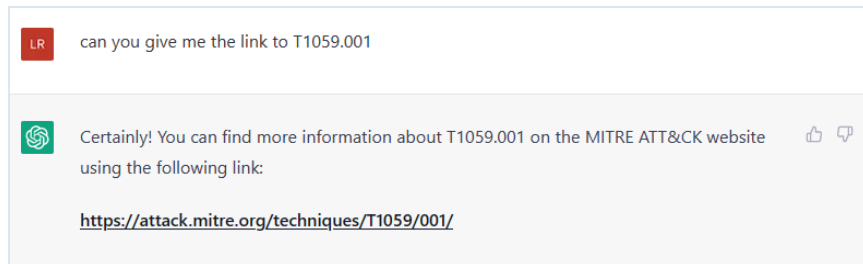 LR
can you give me the link to T1059.001
Certainly! You can find more information about T1059.001 on the MITRE ATT&CK website
using the following link:
https://attack.mitre.org/techniques/T1059/001/